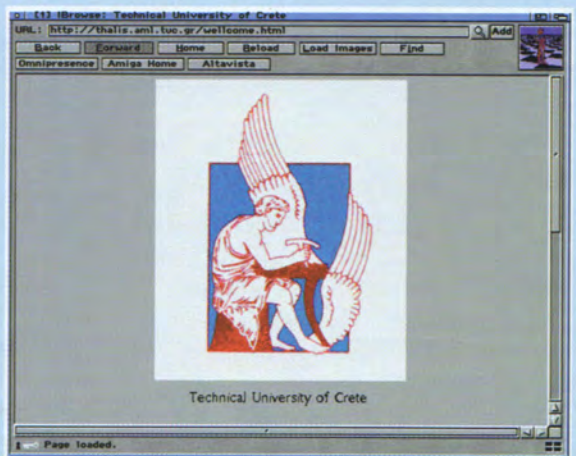 [1] IBrowse: Technical University of Crete
URL: http://thalis.aml.tuc.gr/wellcome.html Add
Back Forward Home Reload Load Images Find
Omnipresence Amiga Home Altavista
Technical University of Crete
Page loaded.